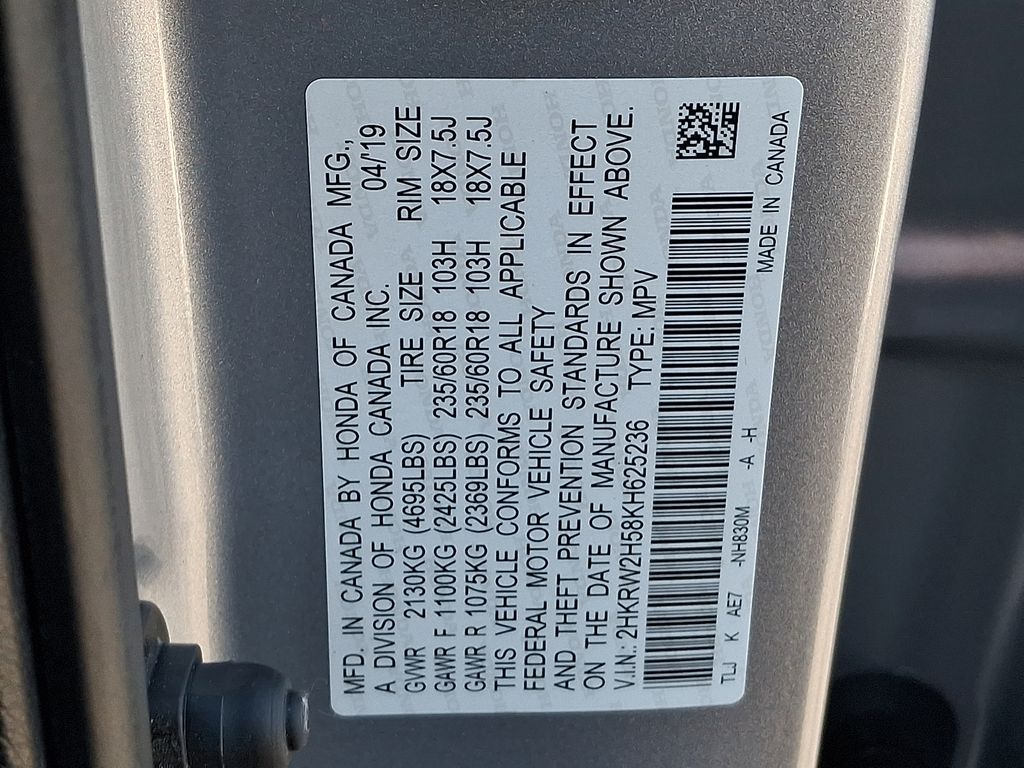 MFD. IN CANADA BY HONDA OF CANADA MFG.,
A DIVISION OF HONDA CANADA INC. 04/'19
GVWR 2130KG (4695LBS) TIRE SIZE RIM SIZE
GAWR F 1100KG (2425LBS) 235/60R18 103H 18X7.5J
GAWR R 1075KG (2369LBS) 235/60R18 103H 18X7.5J
THIS VEHICLE CONFORMS TO ALL APPLICABLE
FEDERAL MOTOR VEHICLE SAFETY
AND THEFT PREVENTION STANDARDS IN EFFECT
ON THE DATE OF MANUFACTURE SHOWN ABOVE.
V.I.N.: 2HKRW2H58KH625236 TYPE: MPV
TLJ K AE7 -NH830M -A -H MADE IN CANADA